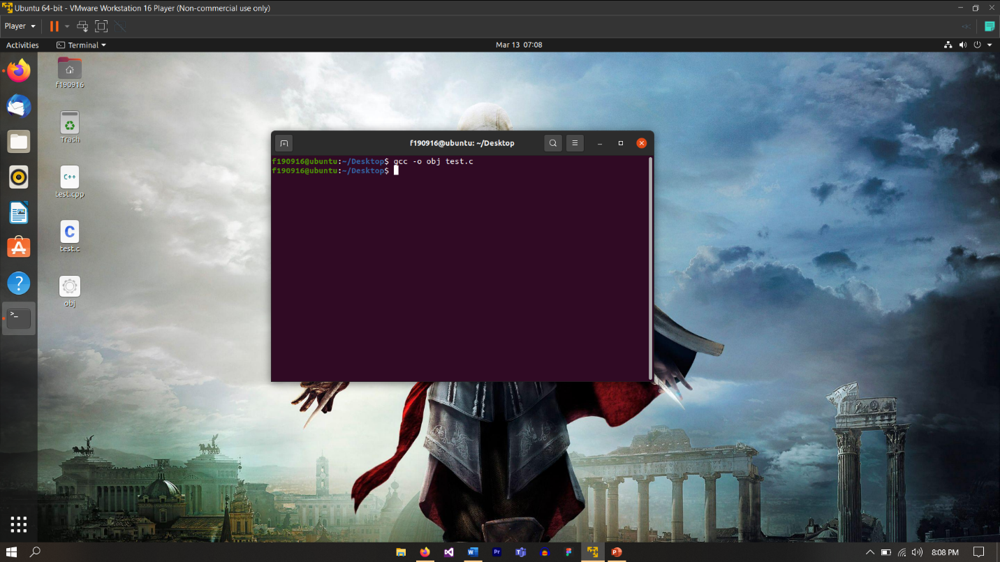 Ubuntu 64-bit - VMware Workstation 16 Player (Non-commercial use only)
Player
Activities
Terminal
Mar 13 07:08
f190916
Trash
C++
test.cpp
C
test.c
obj
f190916@ubuntu: ~/Desktop
f190916@ubuntu:~/Desktop$ gcc -o obj test.c
f190916@ubuntu:~/Desktop$
8:08 PM